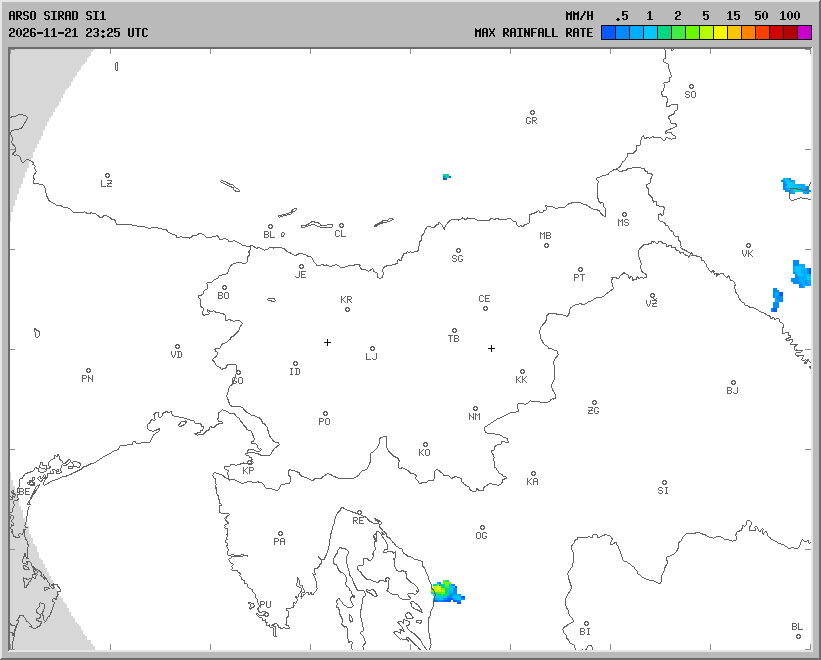 ARSO SIRAD SI1
MM/H .5 1 2 5 15 50 100
2026-11-21 23:25 UTC
MAX RAINFALL RATE
SO
GR
LZ
MS
BL
CL
MB
VK
SG
JE
PT
BO
KR
CE
VŽ
TB
VD
LJ
ID
PN
GO
KK
BJ
ZG
NM
PO
KO
KP
KA
BE
SI
RE
OG
PA
PU
BI
BL